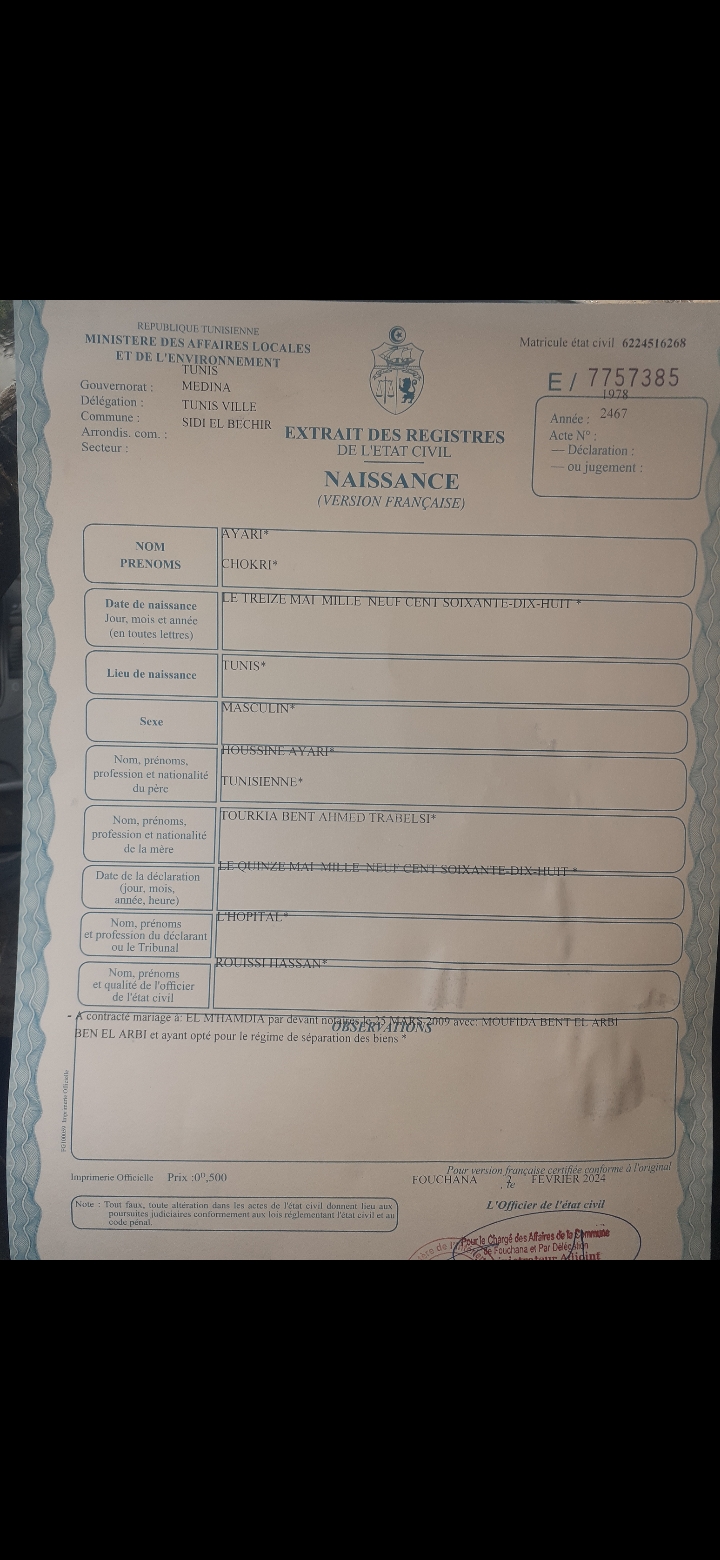 REPUBLIQUE TUNISIENNE
MINISTERE DES AFFAIRES LOCALES
ET DE L'ENVIRONNEMENT
TUNIS
Gouvernorat : MEDINA
Délégation : TUNIS VILLE
Commune : SIDI EL BECHIR
Arrondis. com. :
Secteur :
Matricule état civil 6224516268
E / 7757385
1978
Année : 2467
Acte N° :
— Déclaration :
— ou jugement :
EXTRAIT DES REGISTRES
DE L'ETAT CIVIL
NAISSANCE
(VERSION FRANÇAISE)
NOM
PRENOMS
AYARI*
CHOKRI*
Date de naissance
Jour, mois et année
(en toutes lettres)
LE TREIZE MAI MILLE NEUF CENT SOIXANTE-DIX-HUIT *
Lieu de naissance
TUNIS*
Sexe
MASCULIN*
Nom, prénoms,
profession et nationalité
du père
HOUSSINE AYARI*
TUNISIENNE*
Nom, prénoms,
profession et nationalité
de la mère
TOURKIA BENT AHMED TRABELSI*
Date de la déclaration
(jour, mois,
année, heure)
LE QUINZE MAI MILLE NEUF CENT SOIXANTE-DIX-HUIT *
Nom, prénoms
et profession du déclarant
ou le Tribunal
L'HOPITAL*
Nom, prénoms
et qualité de l'officier
de l'état civil
ROUISSI HASSAN*
- A contracté mariage à: EL M'HAMDIA par devant notaires le 25 MARS 2009 avec: MOUFIDA BENT EL ARBI
OBSERVATIONS
BEN EL ARBI et ayant opté pour le régime de séparation des biens *
Imprimerie Officielle
Imprimerie Officielle Prix :0ᴰ,500
Pour version française certifiée conforme à l'original
FOUCHANA le FÉVRIER 2024
Note : Tout faux, toute altération dans les actes de l'état civil donnent lieu aux
poursuites judiciaires conformement aux lois réglementant l'état civil et au
code pénal.
L'Officier de l'état civil
Pour le Chargé des Affaires de la Commune
de Fouchana et Par Délégation
Adjoint